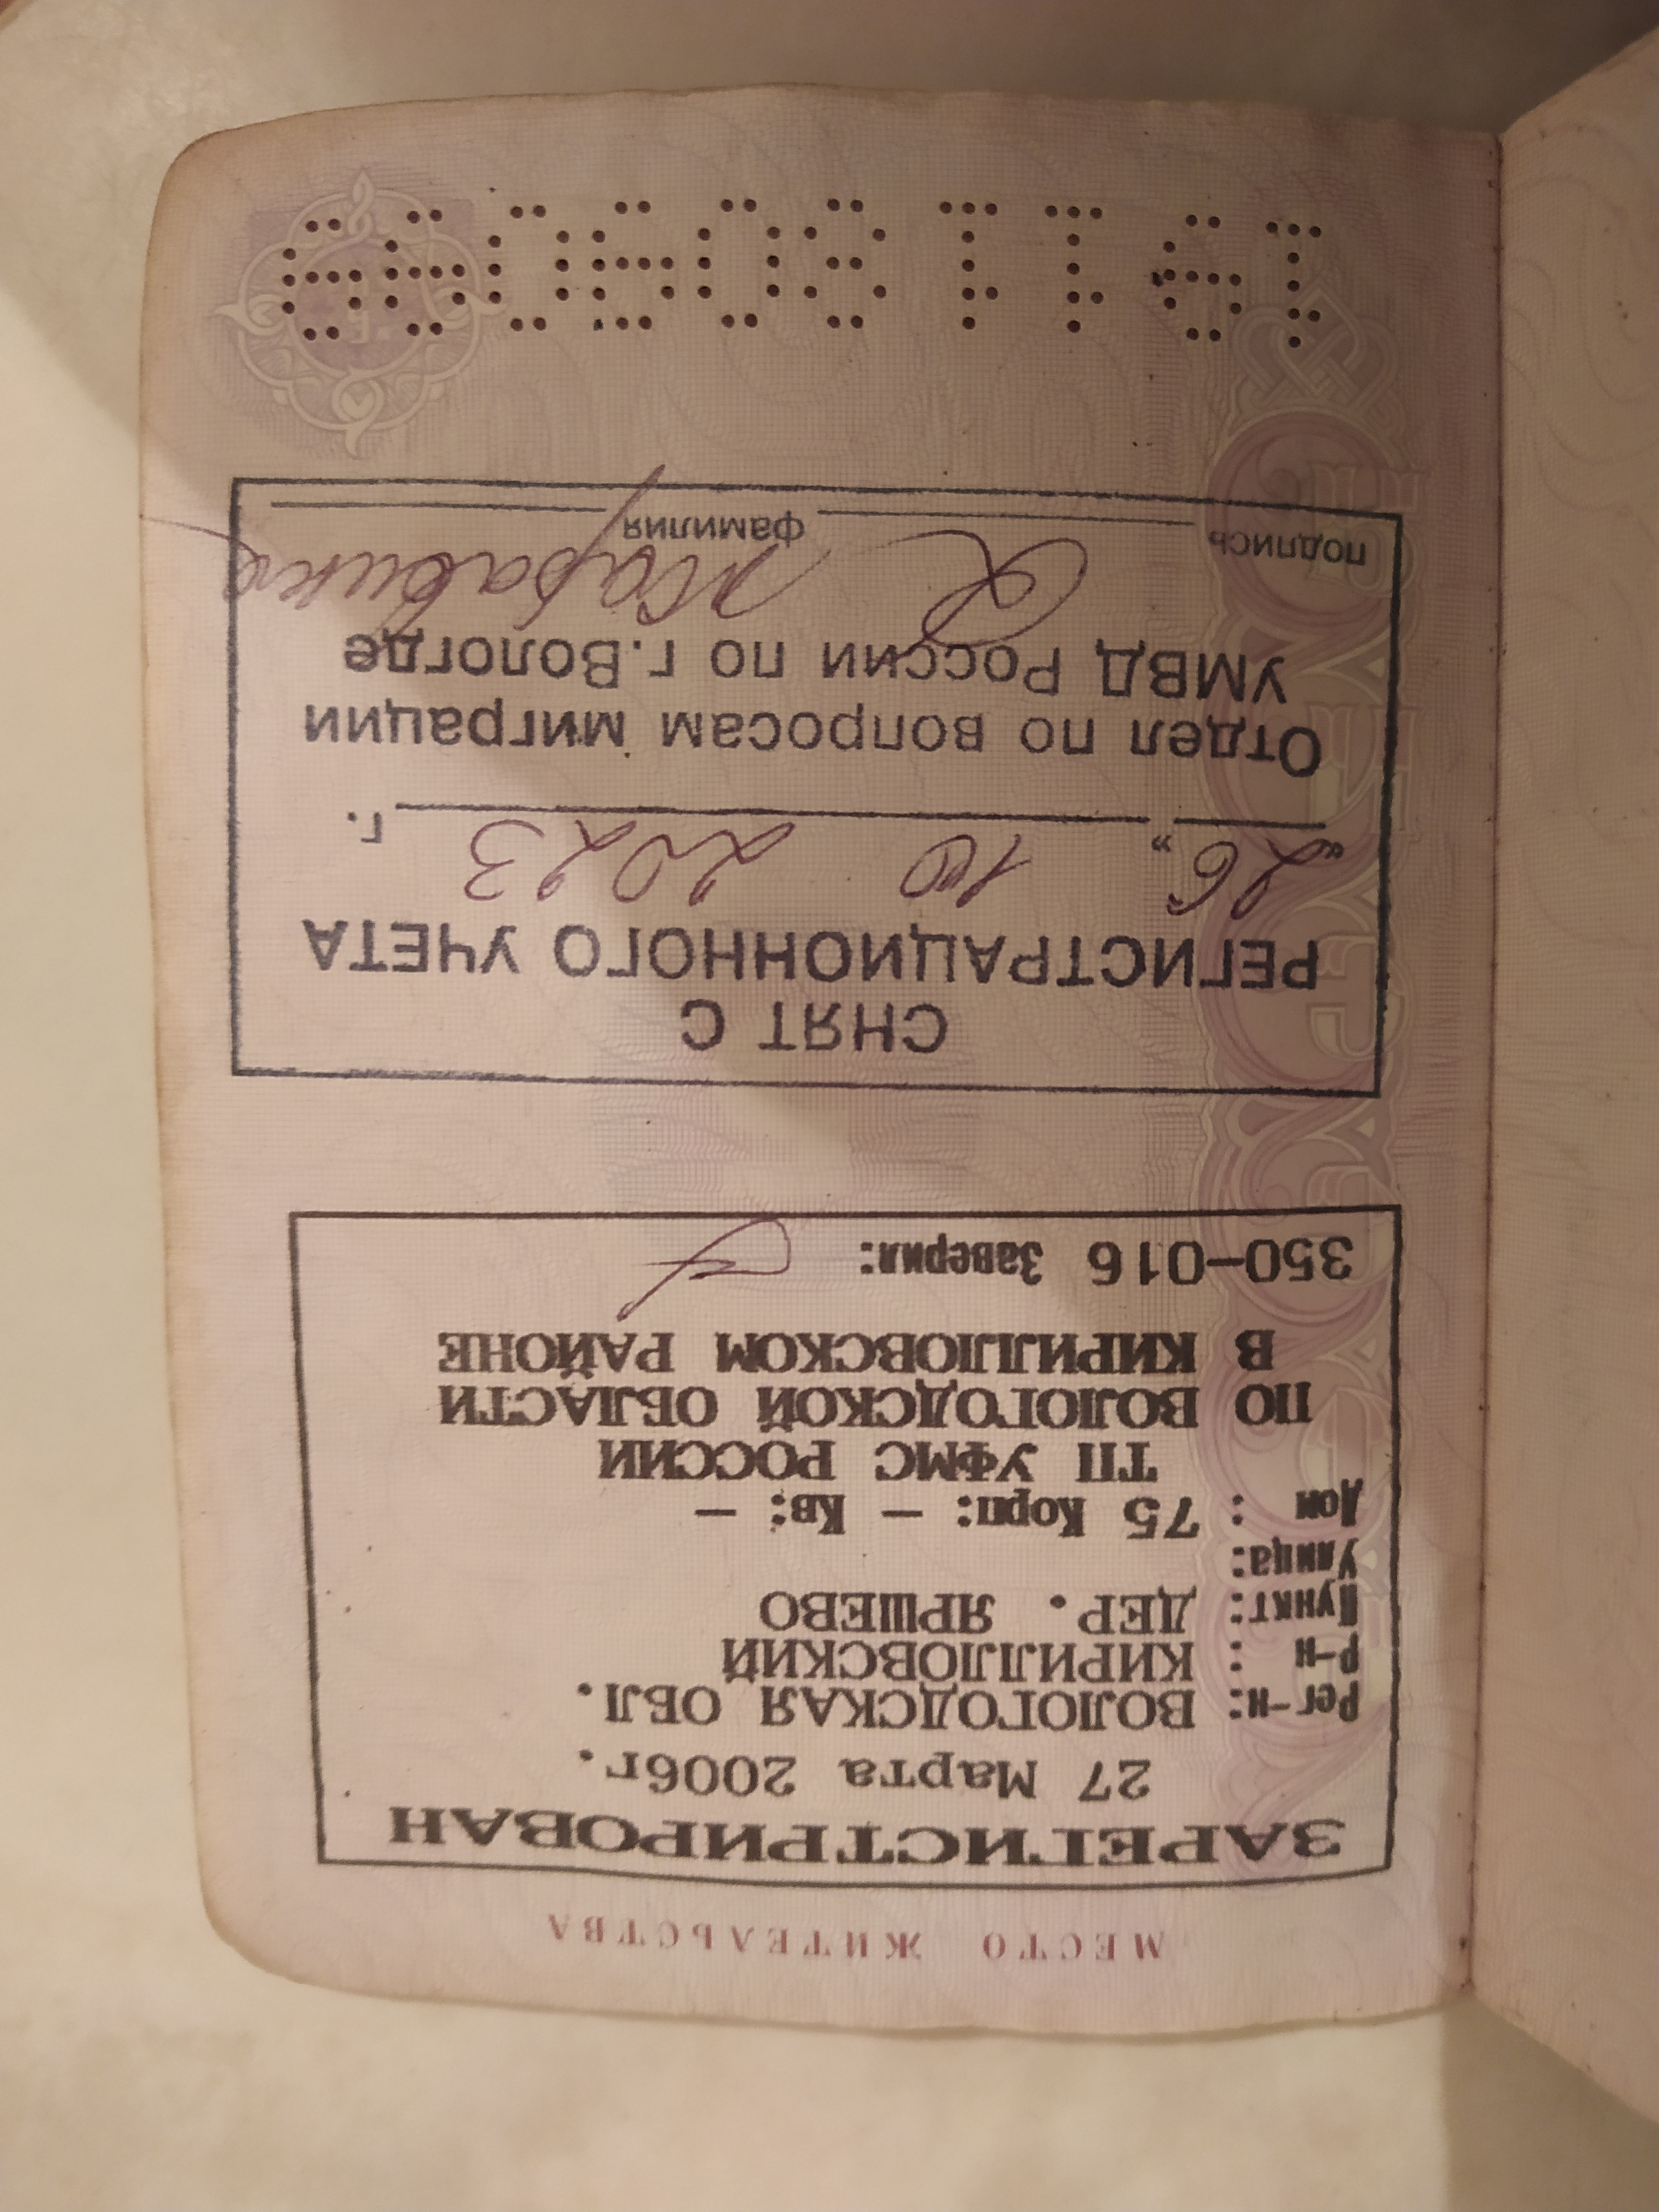 МЕСТО ЖИТЕЛЬСТВА
ЗАРЕГИСТРИРОВАН
27 Марта 2006г.
Рег-н: ВОЛОГОДСКАЯ ОБЛ.
Р-н : КИРИЛЛОВСКИЙ
Пункт: ДЕР. ЯРШЕВО
Улица:
Дом : 75 Корп: – Кв: –
ТП УФМС РОССИИ
ПО ВОЛОГОДСКОЙ ОБЛАСТИ
В КИРИЛЛОВСКОМ РАЙОНЕ
350-016 Заверил:
СНЯТ С
РЕГИСТРАЦИОННОГО УЧЕТА
"26" 10 2023 г.
Отдел по вопросам миграции
УМВД России по г.Вологде
подпись фамилия